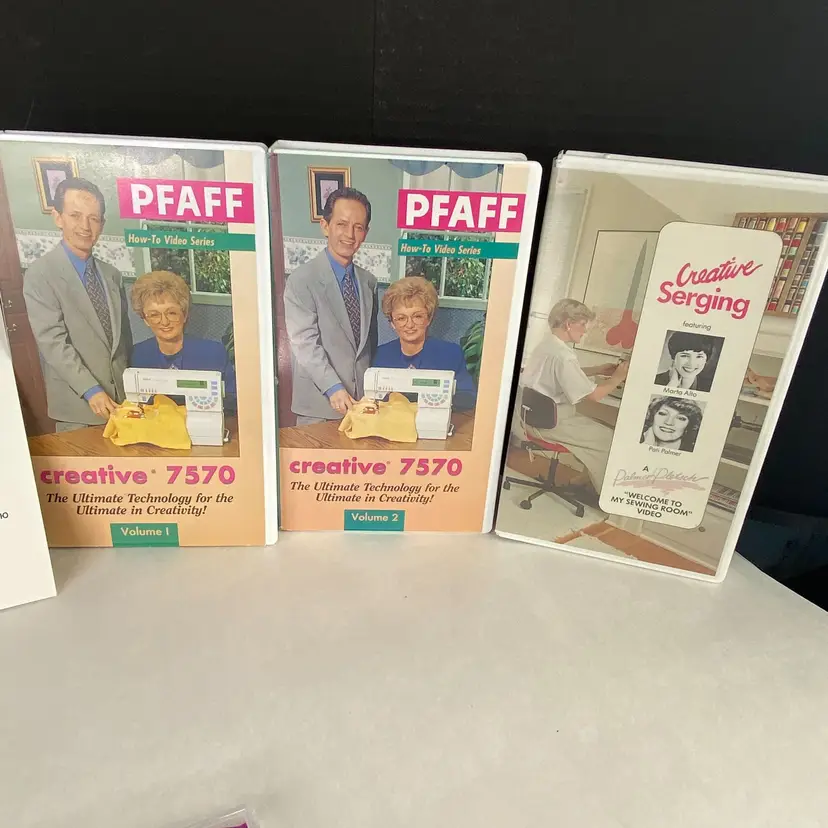 PFAFF
How-To Video Series
creative® 7570
The Ultimate Technology for the
Ultimate in Creativity!
Volume 1
PFAFF
How-To Video Series
creative® 7570
The Ultimate Technology for the
Ultimate in Creativity!
Volume 2
Creative
Serging
featuring
Marta Alto
Pati Palmer
A
Palmer/Pletsch
"WELCOME TO
MY SEWING ROOM"
VIDEO